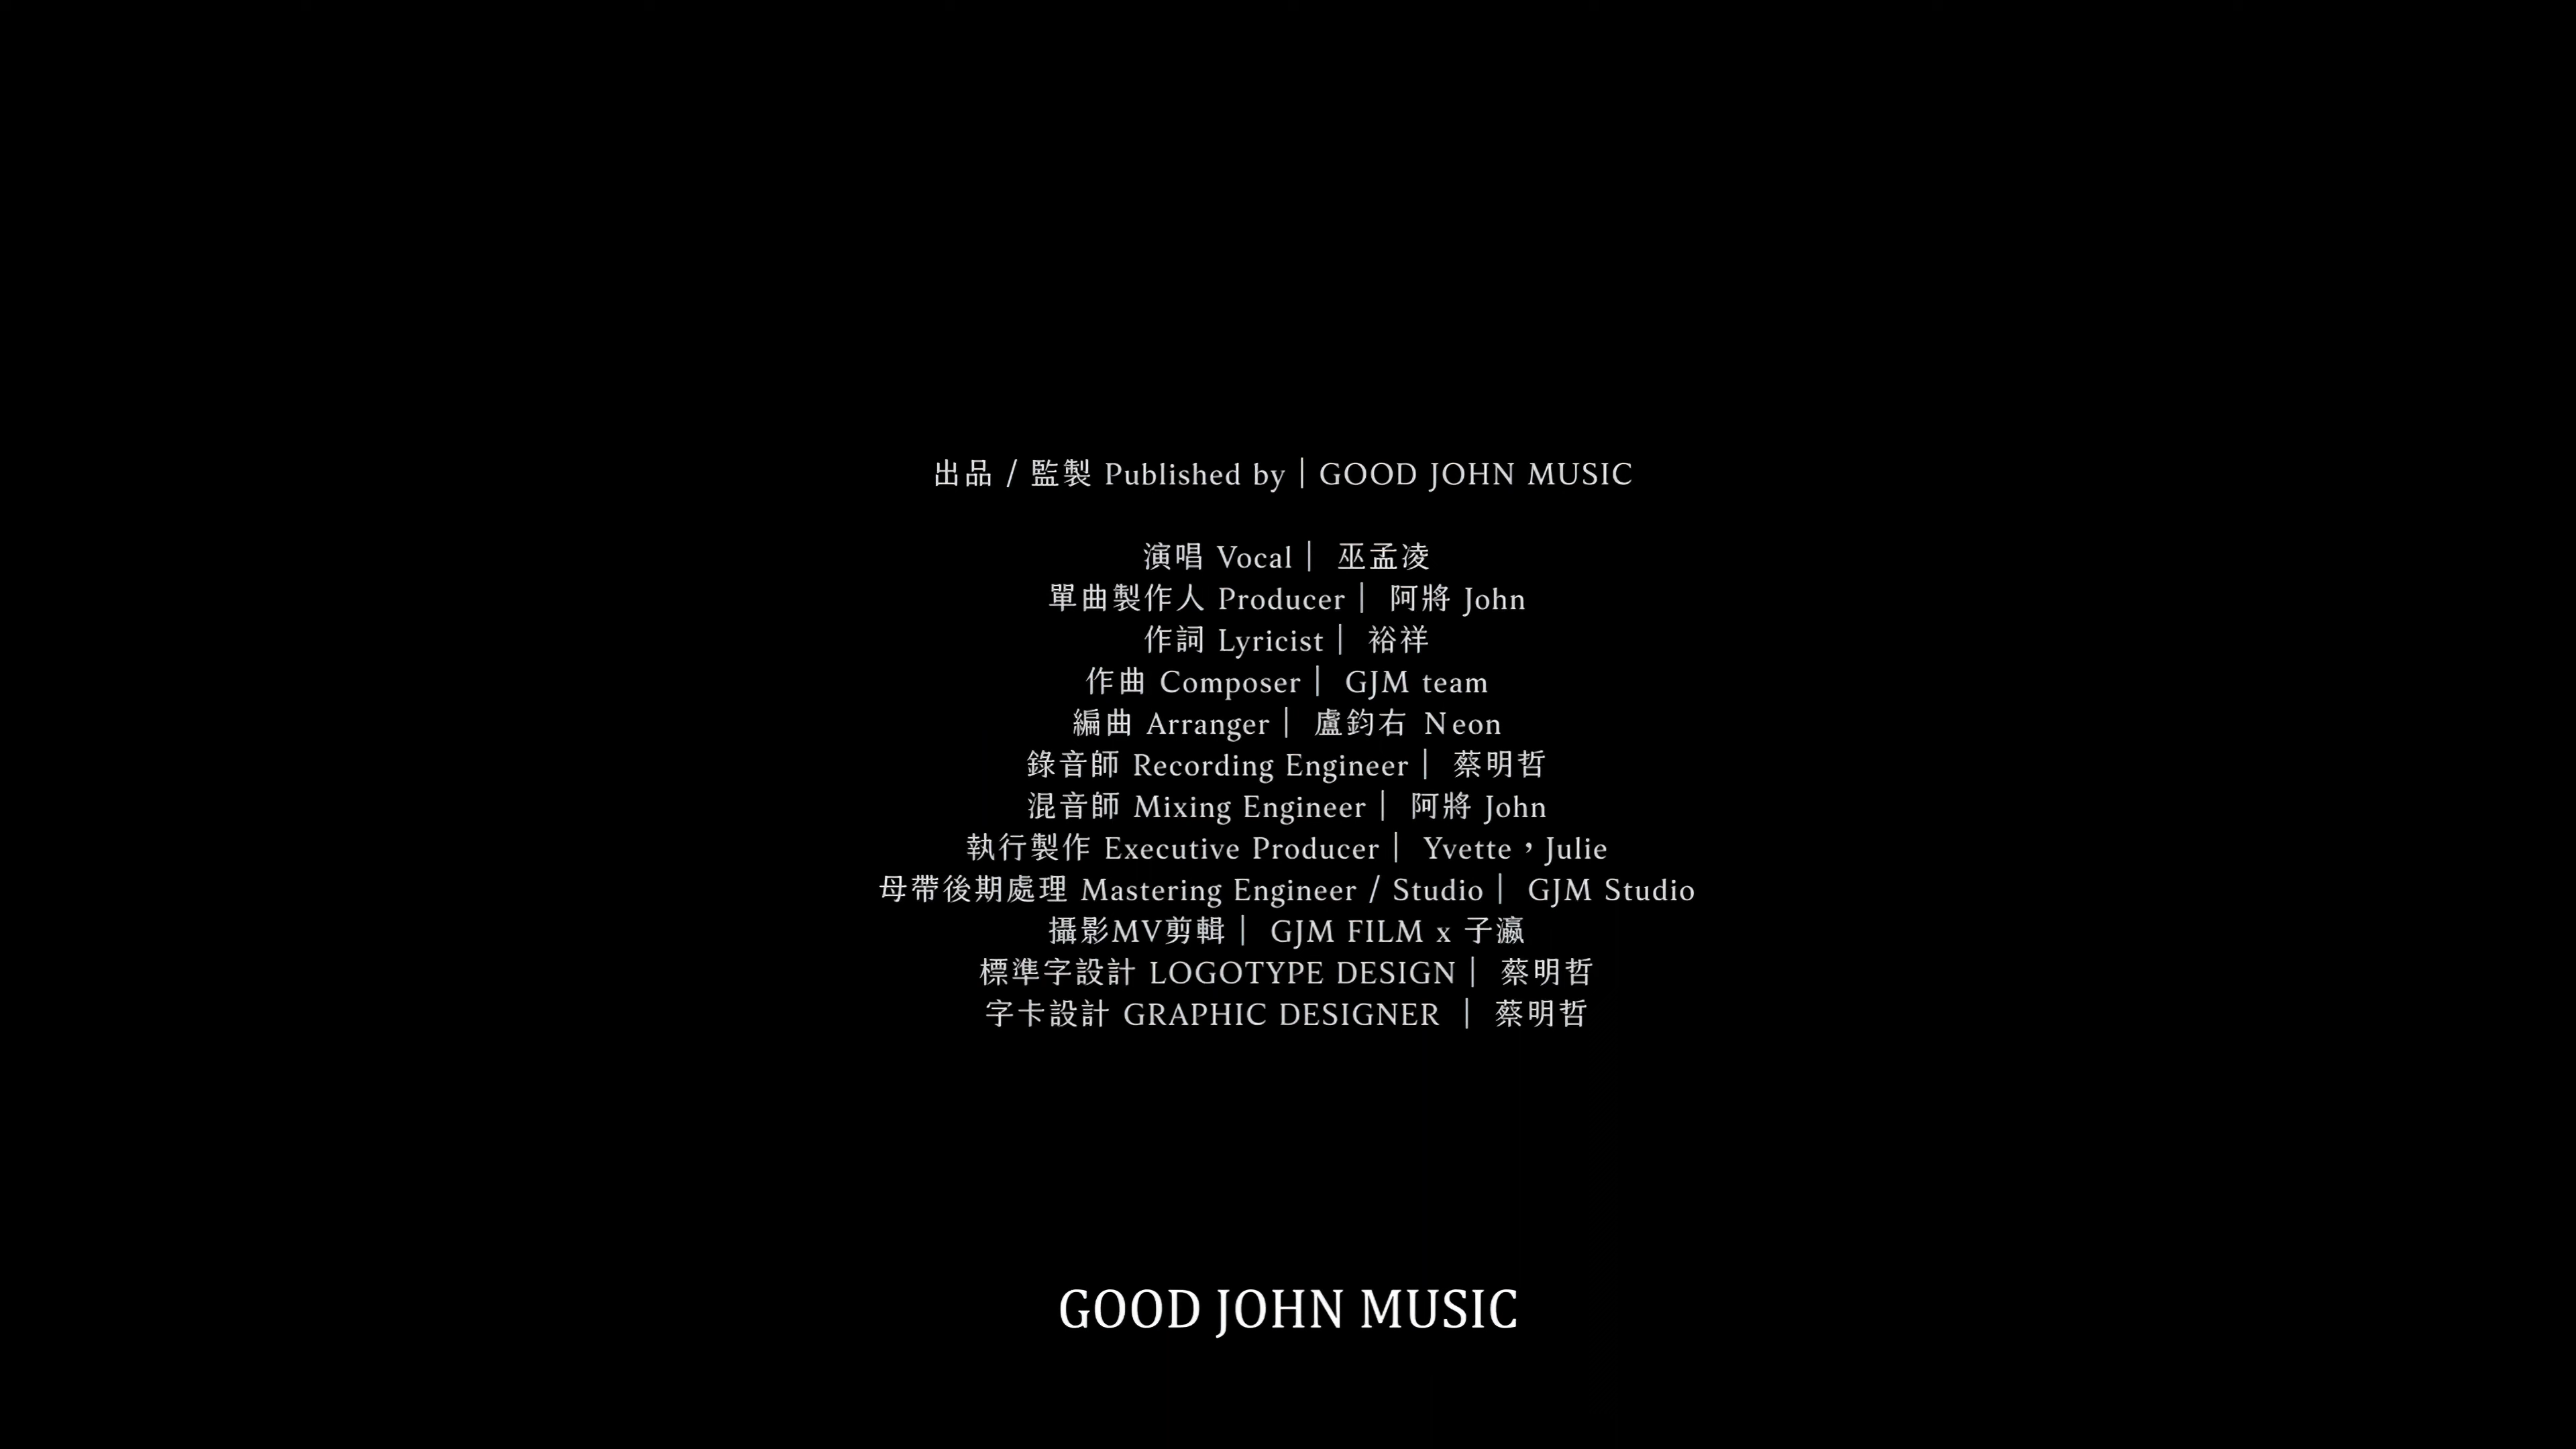 出品 / 監製 Published by | GOOD JOHN MUSIC
演唱 Vocal | 巫孟凌
單曲製作人 Producer | 阿將 John
作詞 Lyricist | 裕祥
作曲 Composer | GJM team
編曲 Arranger | 盧鈞右 Neon
錄音師 Recording Engineer | 蔡明哲
混音師 Mixing Engineer | 阿將 John
執行製作 Executive Producer | Yvette，Julie
母帶後期處理 Mastering Engineer / Studio | GJM Studio
攝影MV剪輯 | GJM FILM x 子瀛
標準字設計 LOGOTYPE DESIGN | 蔡明哲
字卡設計 GRAPHIC DESIGNER | 蔡明哲
GOOD JOHN MUSIC